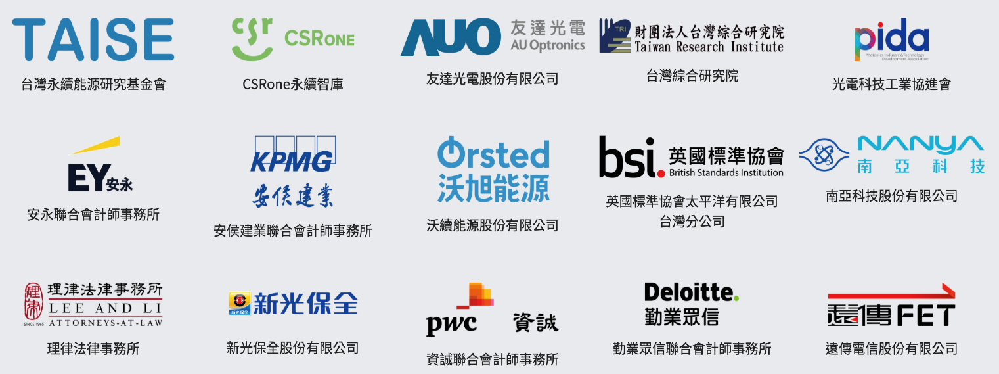 TAISE
台灣永續能源研究基金會
csr CSRONE
CSRone永續智庫
AUO 友達光電
AU Optronics
友達光電股份有限公司
TRI 財團法人台灣綜合研究院
Taiwan Research Institute
台灣綜合研究院
pida
Photonics Industry & Technology
Development Association
光電科技工業協進會
EY安永
安永聯合會計師事務所
KPMG
安侯建業
安侯建業聯合會計師事務所
Ørsted
沃旭能源
沃續能源股份有限公司
bsi. 英國標準協會
British Standards Institution
英國標準協會太平洋有限公司
台灣分公司
NANYA
南亞科技
南亞科技股份有限公司
理律 理律法律事務所
LEE AND LI
SINCE 1965 ATTORNEYS-AT-LAW
理律法律事務所
新光保全 新光保全
新光保全股份有限公司
pwc 資誠
資誠聯合會計師事務所
Deloitte.
勤業眾信
勤業眾信聯合會計師事務所
遠傳FET
遠傳電信股份有限公司